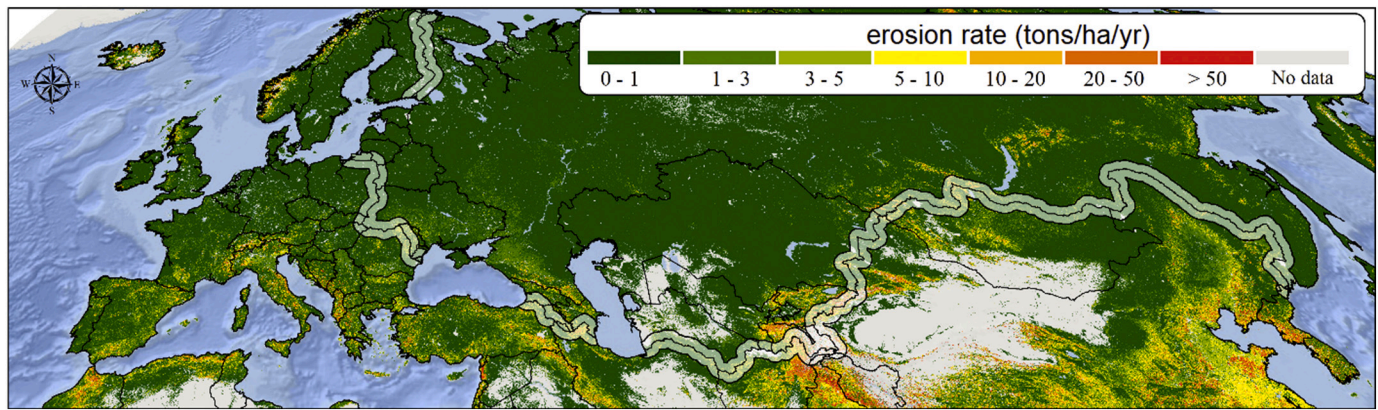 erosion rate (tons/ha/yr)
0 - 1 1 - 3 3 - 5 5 - 10 10 - 20 20 - 50 > 50 No data
N
W E
S